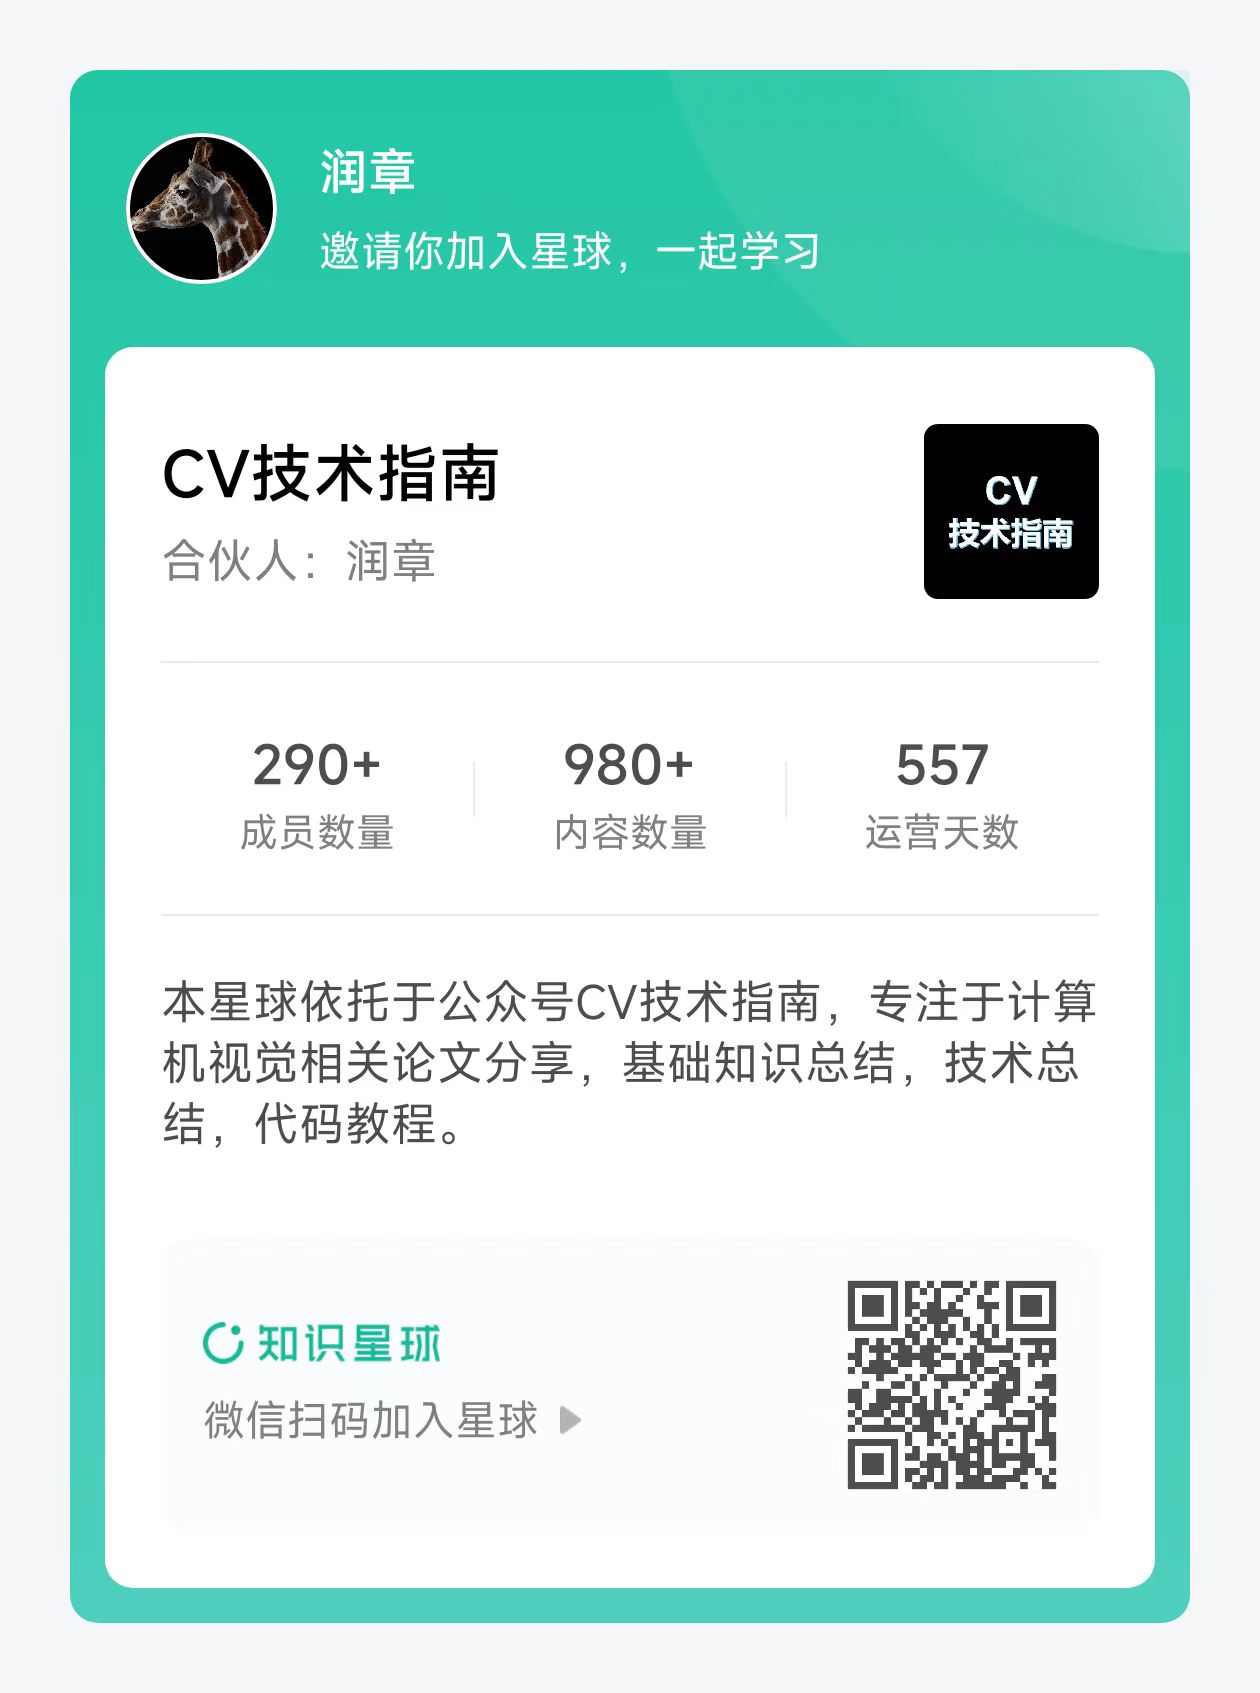 润章
邀请你加入星球，一起学习
CV技术指南
合伙人：润章
CV
技术指南
290+
成员数量
980+
内容数量
557
运营天数
本星球依托于公众号CV技术指南，专注于计算
机视觉相关论文分享，基础知识总结，技术总
结，代码教程。
知识星球
微信扫码加入星球